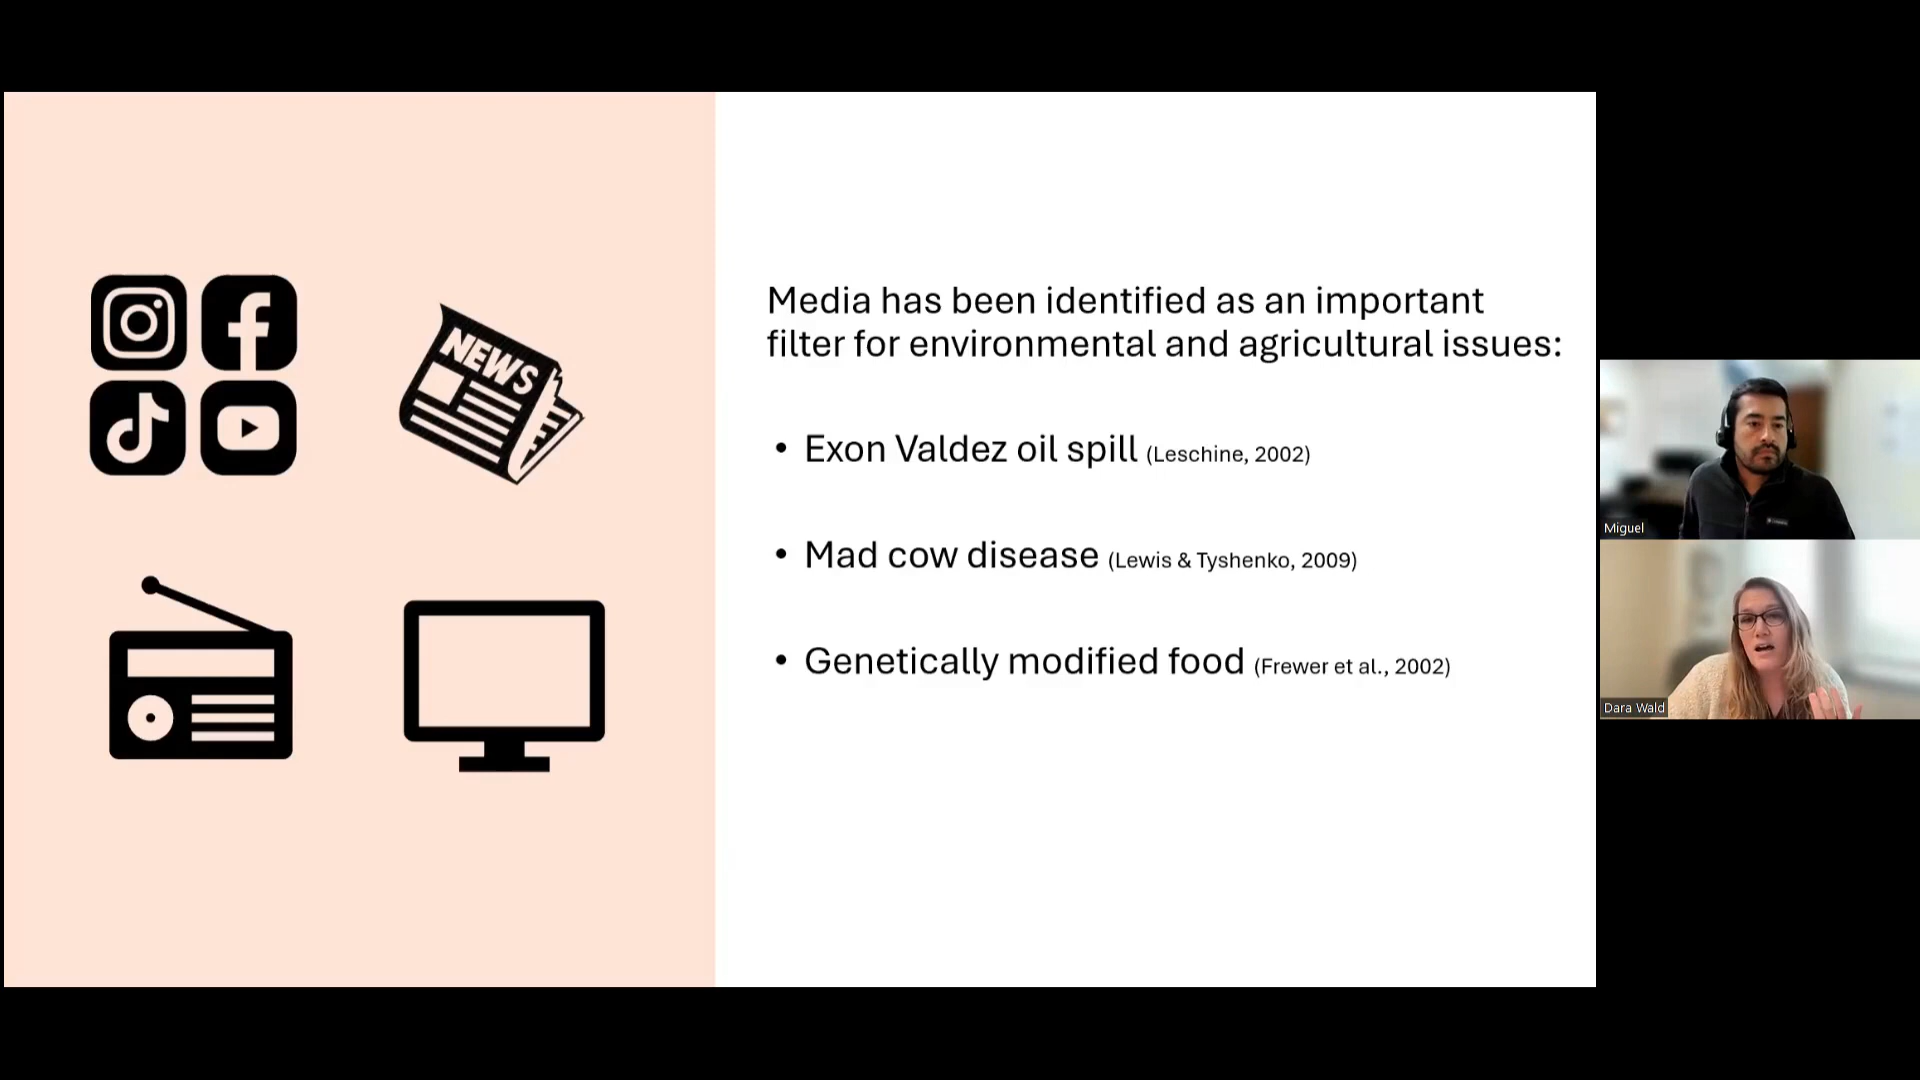 NEWS
Media has been identified as an important
filter for environmental and agricultural issues:
• Exon Valdez oil spill (Leschine, 2002)
• Mad cow disease (Lewis & Tyshenko, 2009)
• Genetically modified food (Frewer et al., 2002)
Miguel
Dara Wald